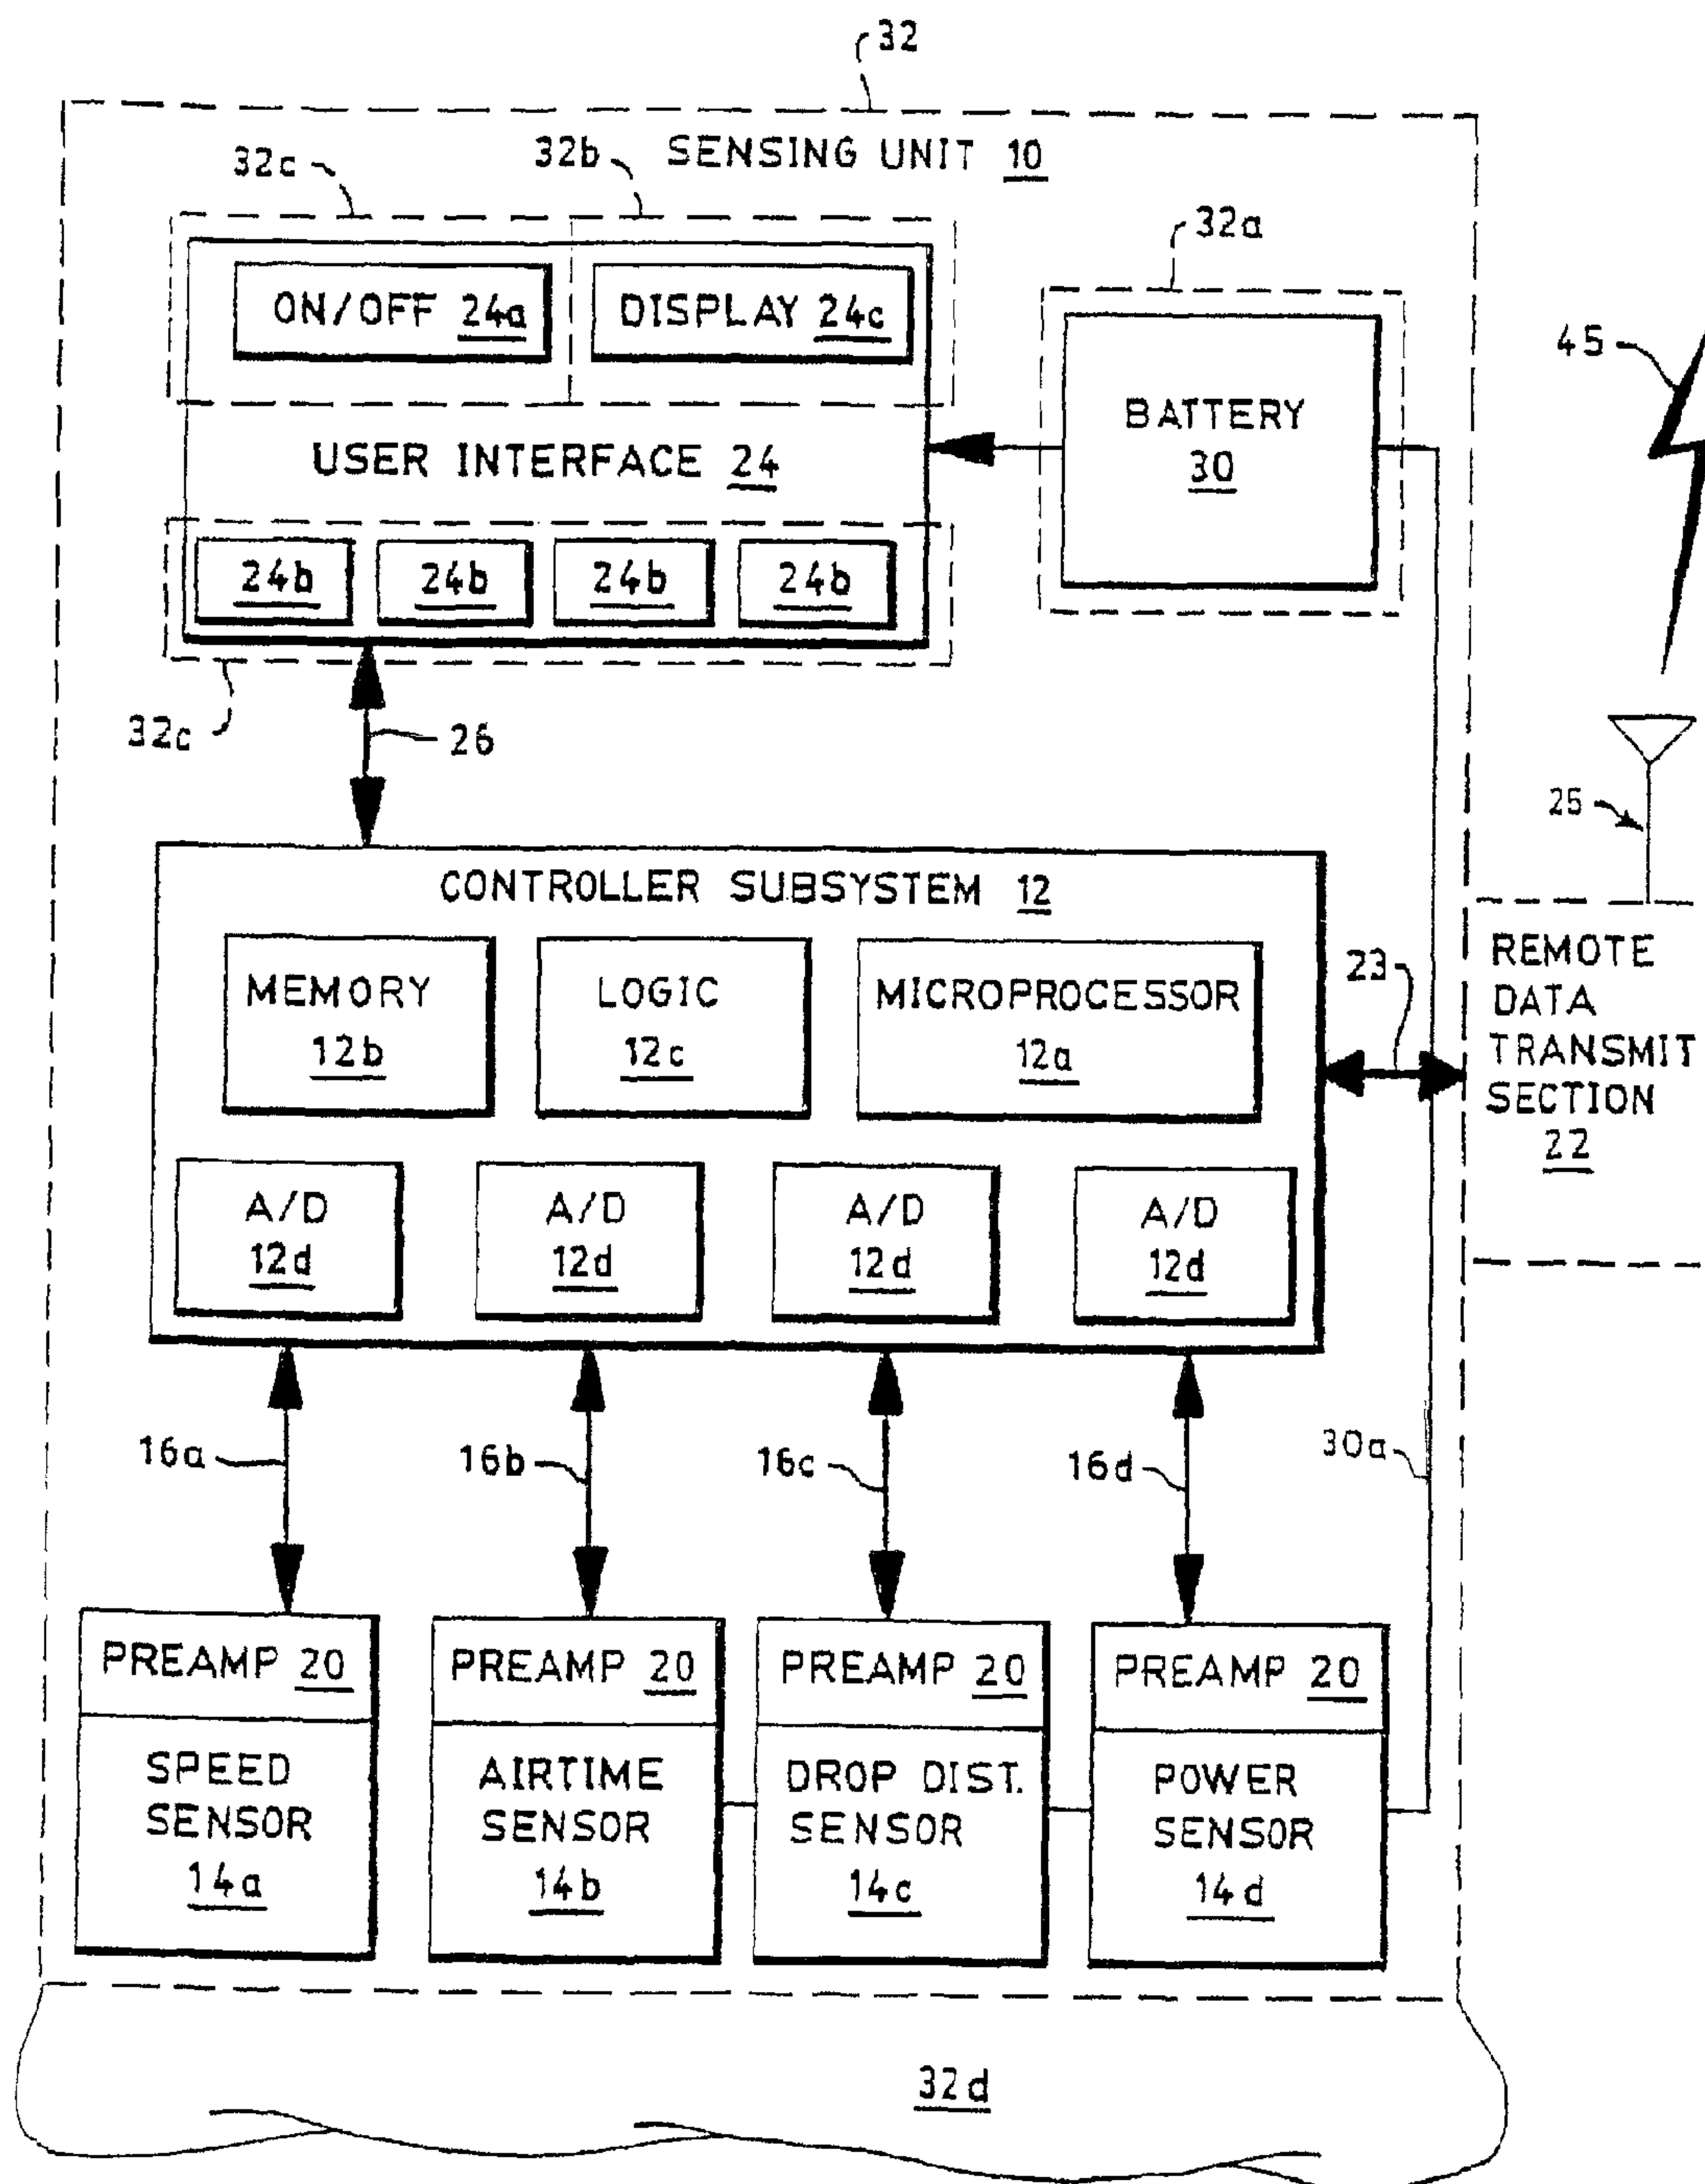 32
SENSING UNIT 10
32c
32b
32a
ON/OFF 24a
DISPLAY 24c
45
BATTERY
30
USER INTERFACE 24
24b
24b
24b
24b
32c
26
25
CONTROLLER SUBSYSTEM 12
MEMORY
12b
LOGIC
12c
MICROPROCESSOR
12a
23
REMOTE
DATA
TRANSMIT
SECTION
22
A/D
12d
A/D
12d
A/D
12d
A/D
12d
16a
16b
16c
16d
30a
PREAMP 20
SPEED
SENSOR
14a
PREAMP 20
AIRTIME
SENSOR
14b
PREAMP 20
DROP DIST.
SENSOR
14c
PREAMP 20
POWER
SENSOR
14d
32d